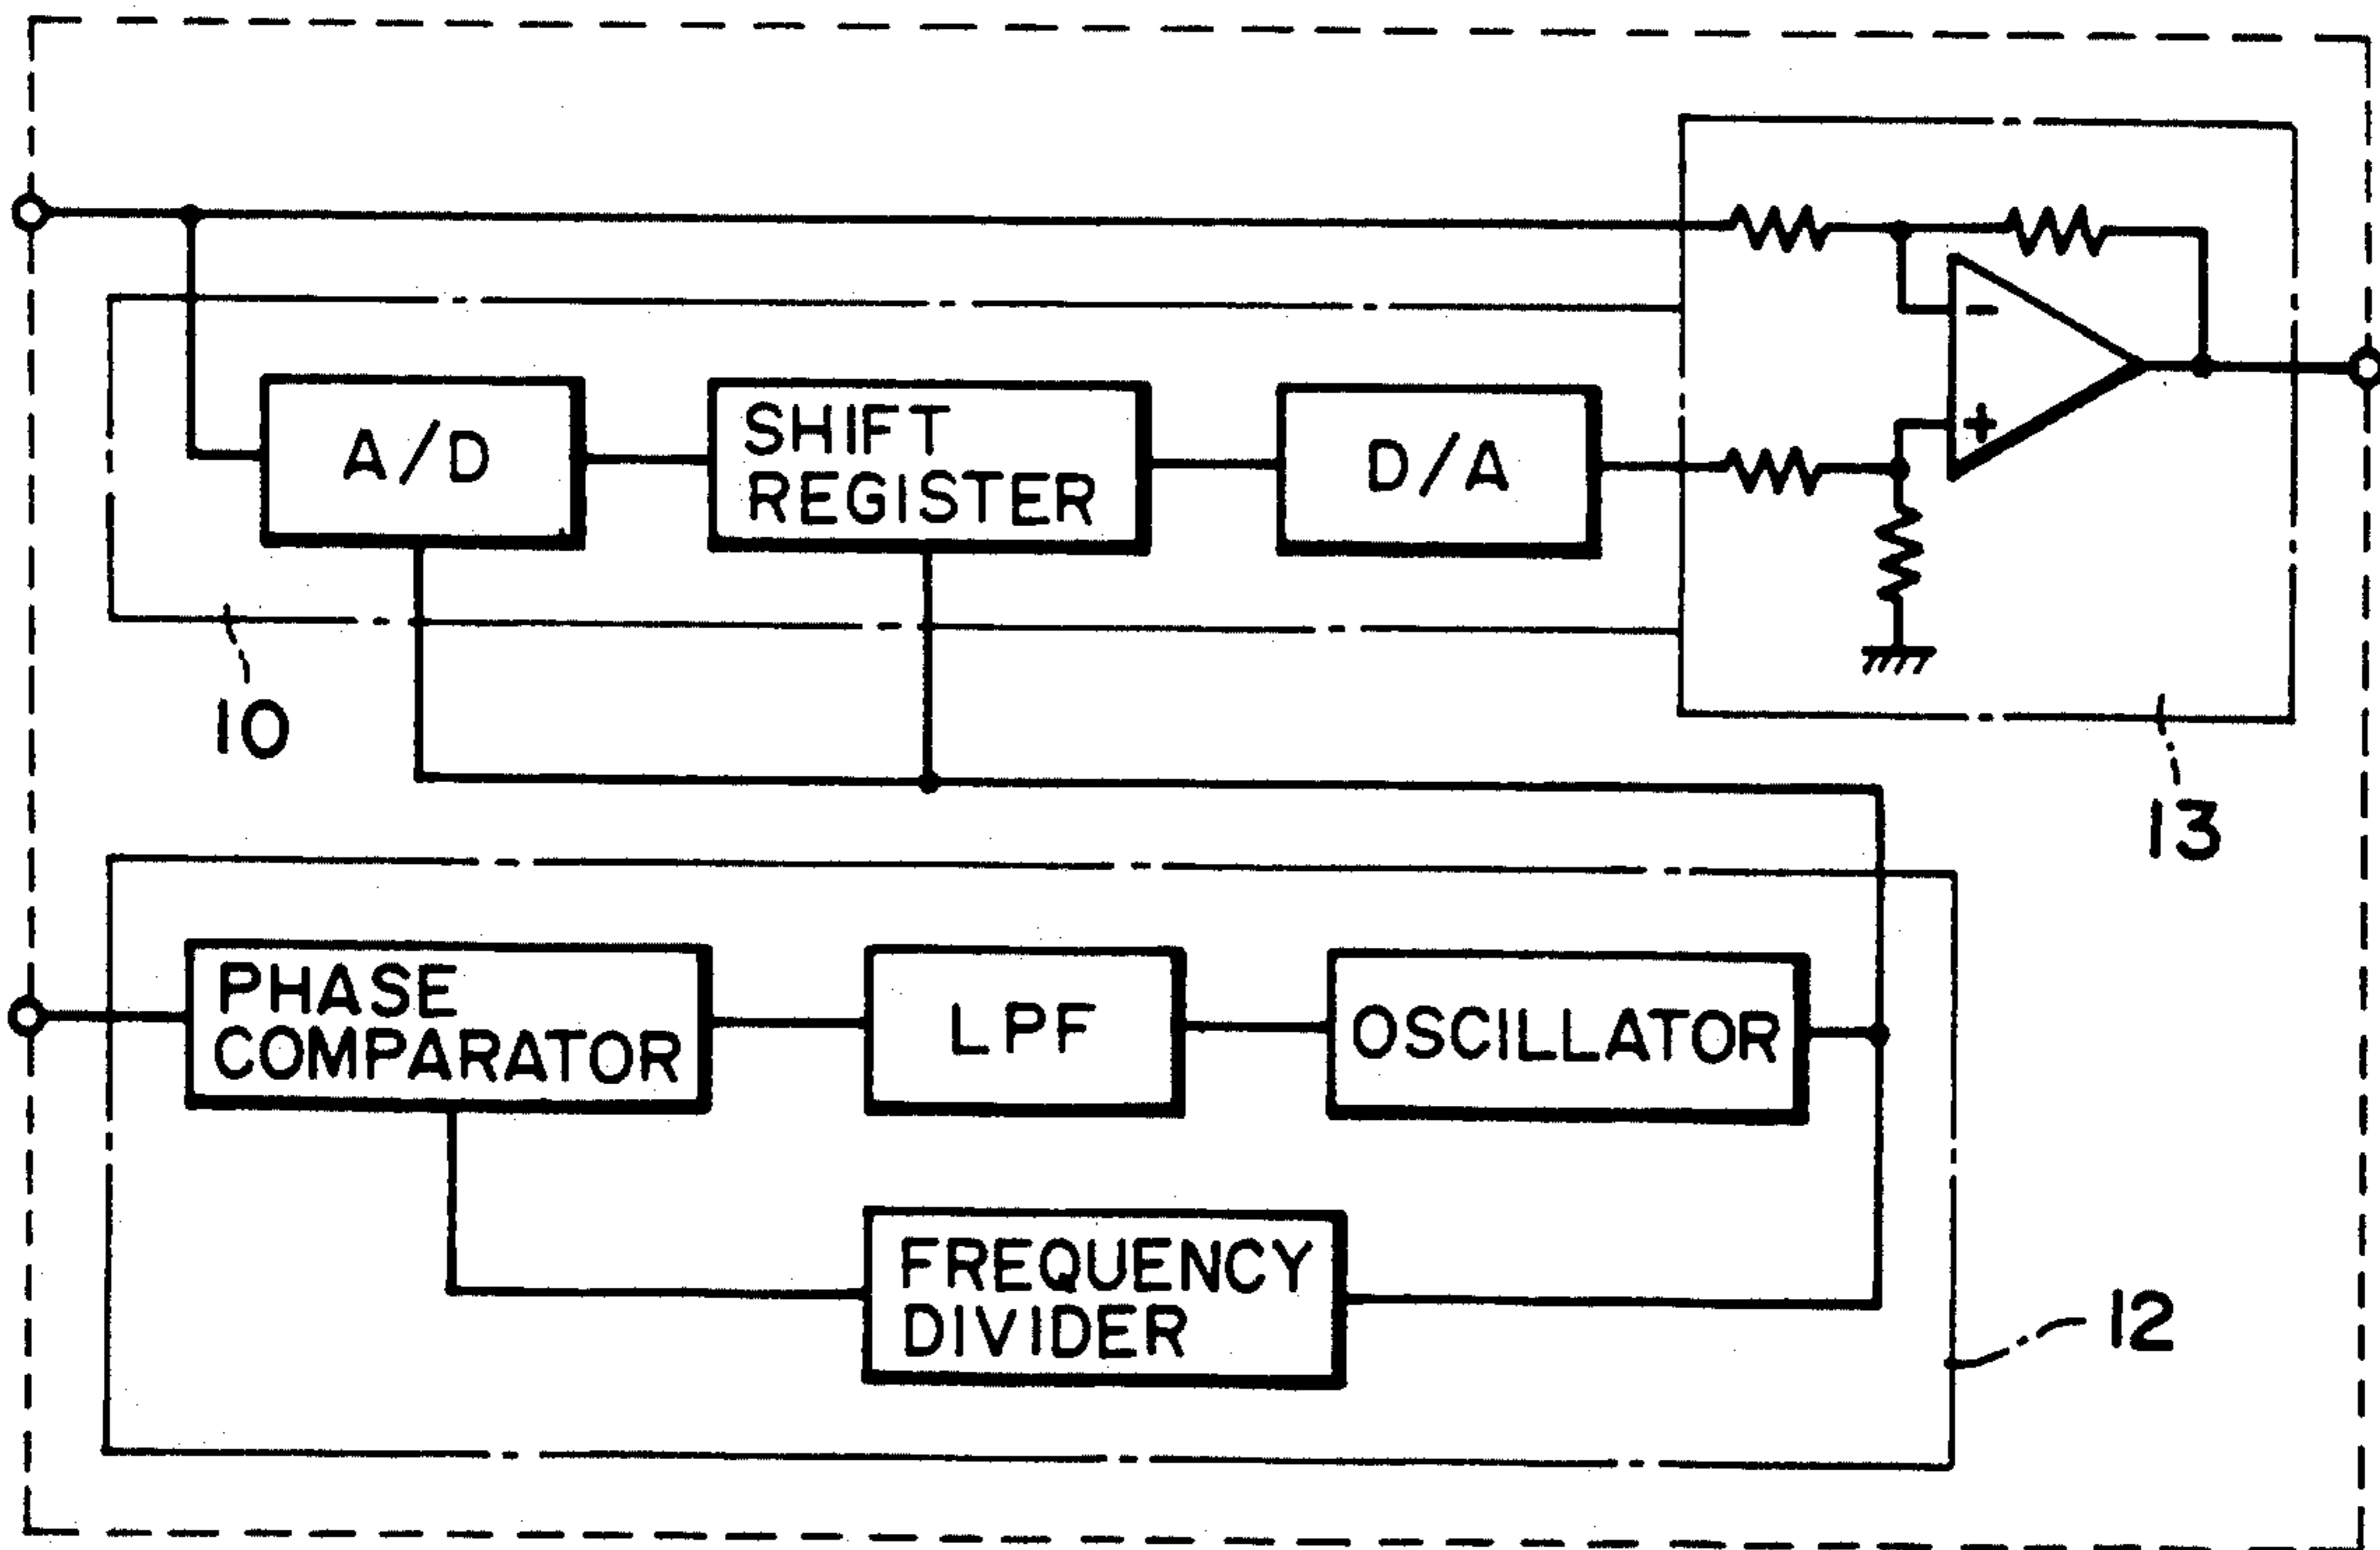 -
A/D
SHIFT
REGISTER
D/A
+
10
13
PHASE
COMPARATOR
LPF
OSCILLATOR
FREQUENCY
DIVIDER
12